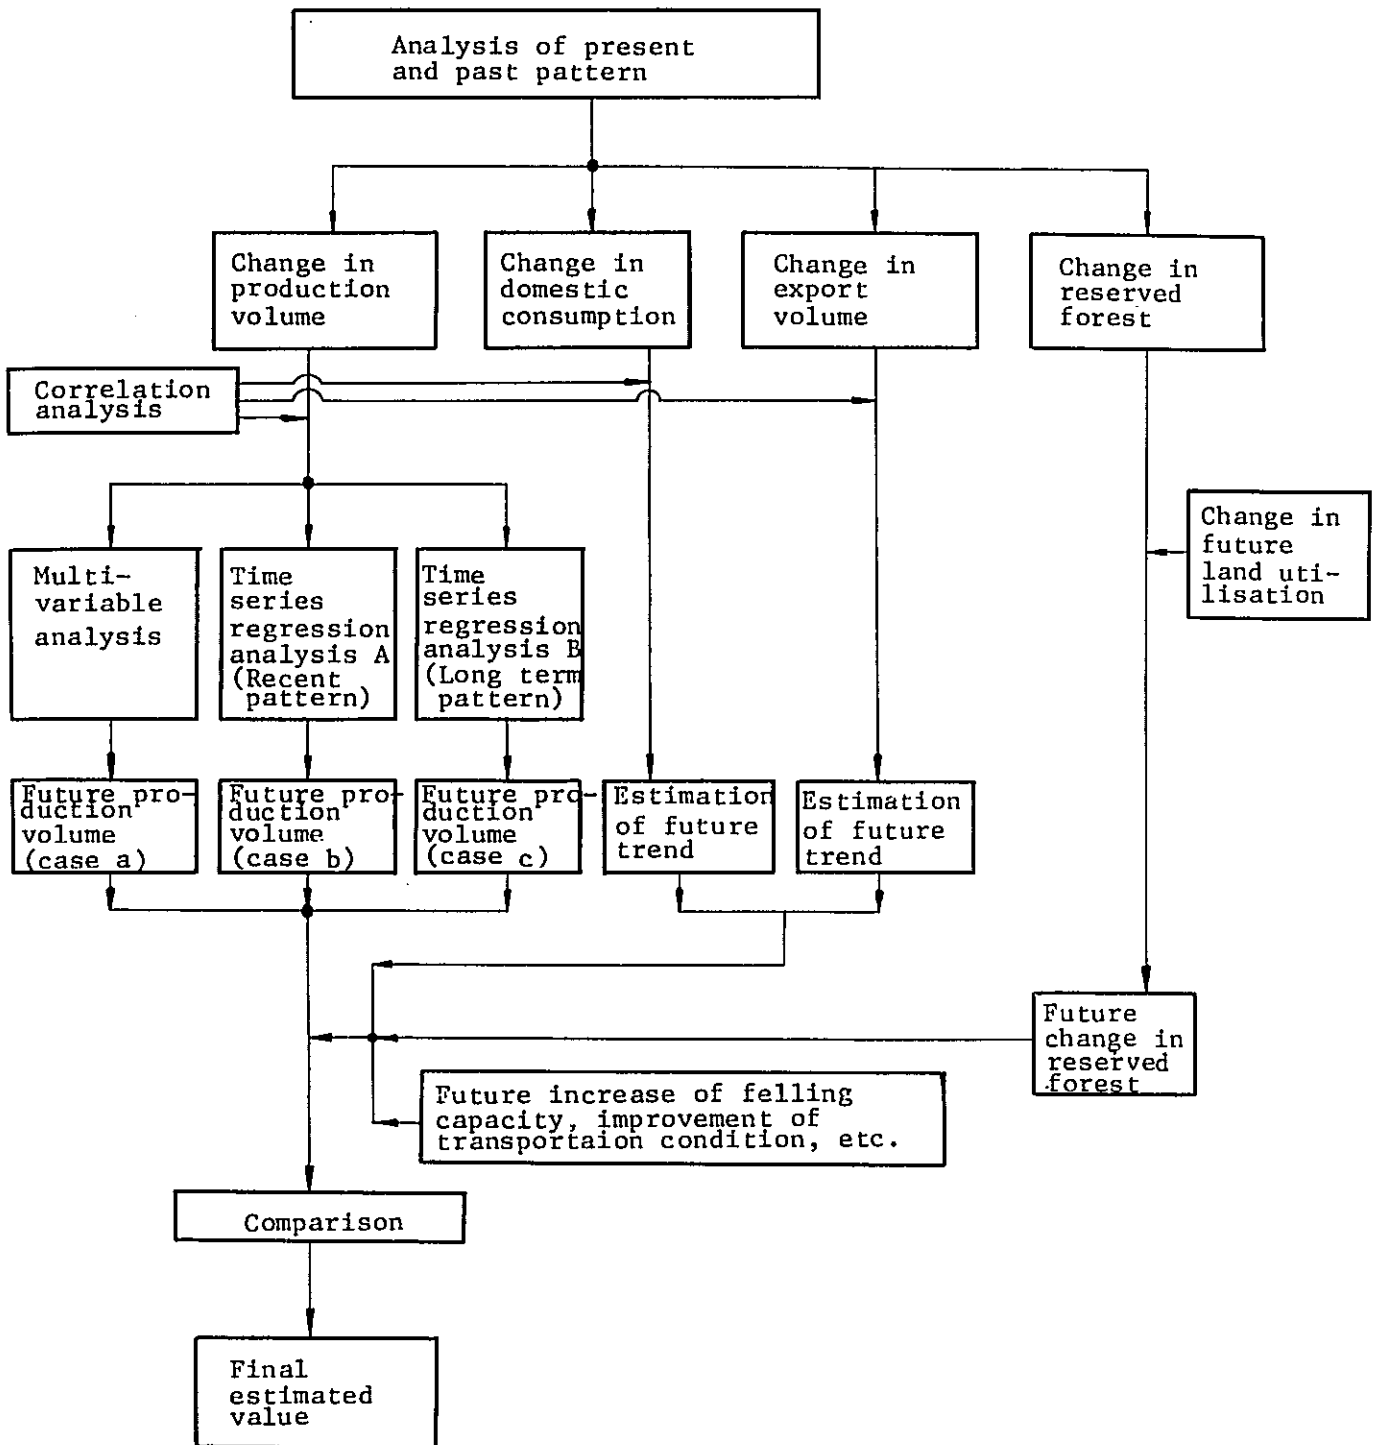 Analysis of present
and past pattern
Change in
production
volume
Change in
domestic
consumption
Change in
export
volume
Change in
reserved
forest
Correlation
analysis
Change in
future
land uti-
lisation
Multi-
variable
analysis
Time
series
regression
analysis A
(Recent
pattern)
Time
series
regression
analysis B
(Long term
pattern)
Future pro-
duction
volume
(case a)
Future pro-
duction
volume
(case b)
Future pro-
duction
volume
(case c)
Estimation
of future
trend
Estimation
of future
trend
Future
change in
reserved
forest
Future increase of felling
capacity, improvement of
transportaion condition, etc.
Comparison
Final
estimated
value